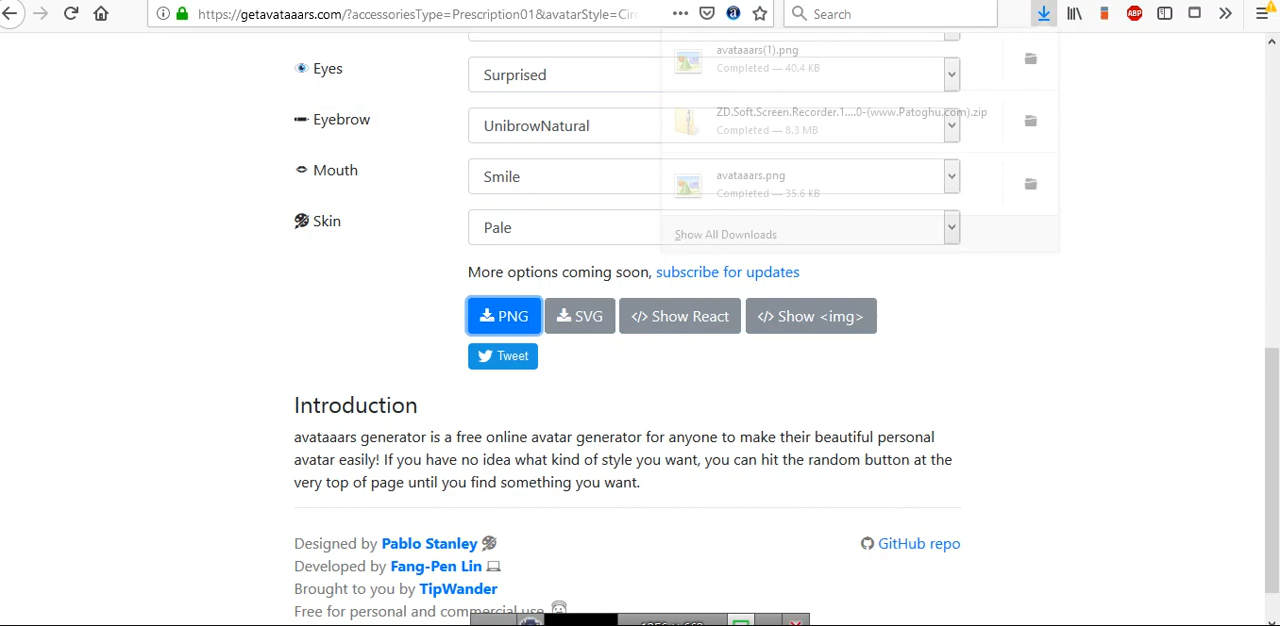 https://getavataaars.com/?accessoriesType=Prescription01&avatarStyle=Cir
Search
ABP
avataaars(1).png
Eyes
Surprised
Completed — 40.4 KB
ZD.Soft.Screen.Recorder.1....0-(www.Patoghu.com).zip
Eyebrow
UnibrowNatural
Completed — 8.3 MB
Mouth
Smile
avataaars.png
Completed — 35.6 KB
Skin
Pale
Show All Downloads
More options coming soon, subscribe for updates
PNG
SVG
</> Show React
</> Show <img>
Tweet
Introduction
avataaars generator is a free online avatar generator for anyone to make their beautiful personal
avatar easily! If you have no idea what kind of style you want, you can hit the random button at the
very top of page until you find something you want.
Designed by Pablo Stanley
GitHub repo
Developed by Fang-Pen Lin
Brought to you by TipWander
Free for personal and commercial use